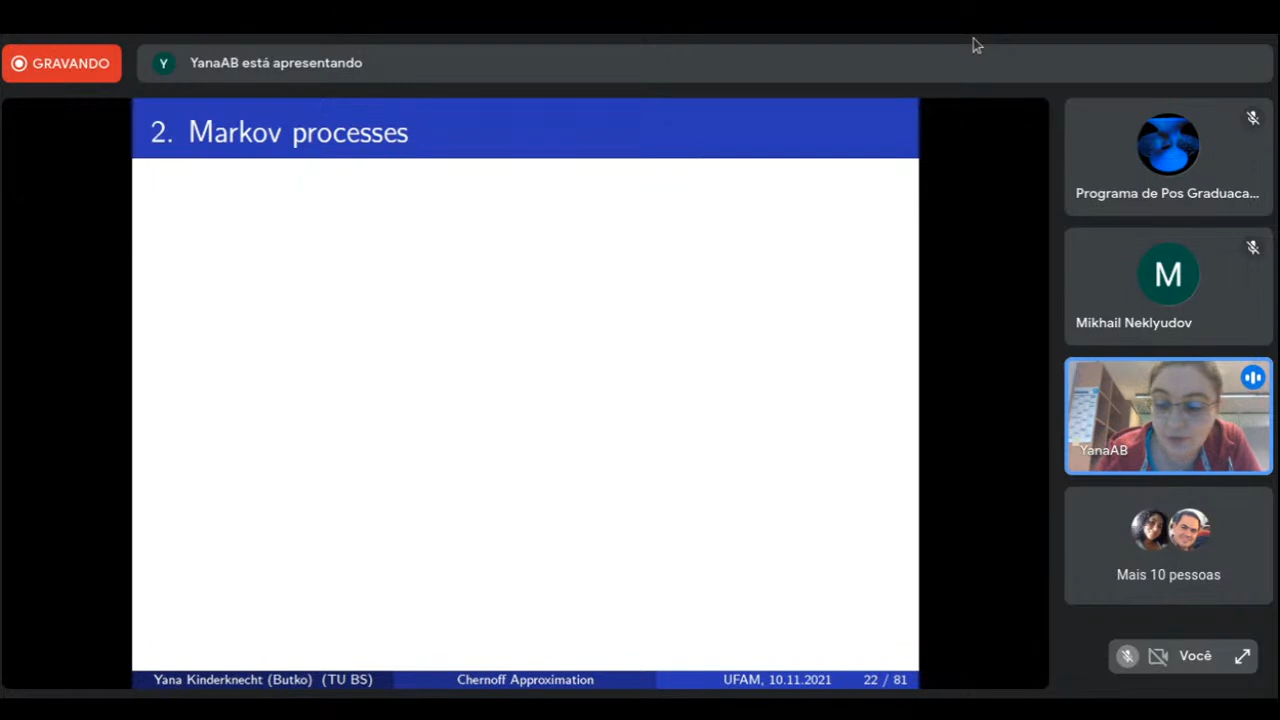 GRAVANDO
Y YanaAB está apresentando
2. Markov processes
Programa de Pos Graduaca...
M
Mikhail Neklyudov
YanaAB
Mais 10 pessoas
Você
Yana Kinderknecht (Butko) (TU BS) Chernoff Approximation UFAM, 10.11.2021 22 / 81